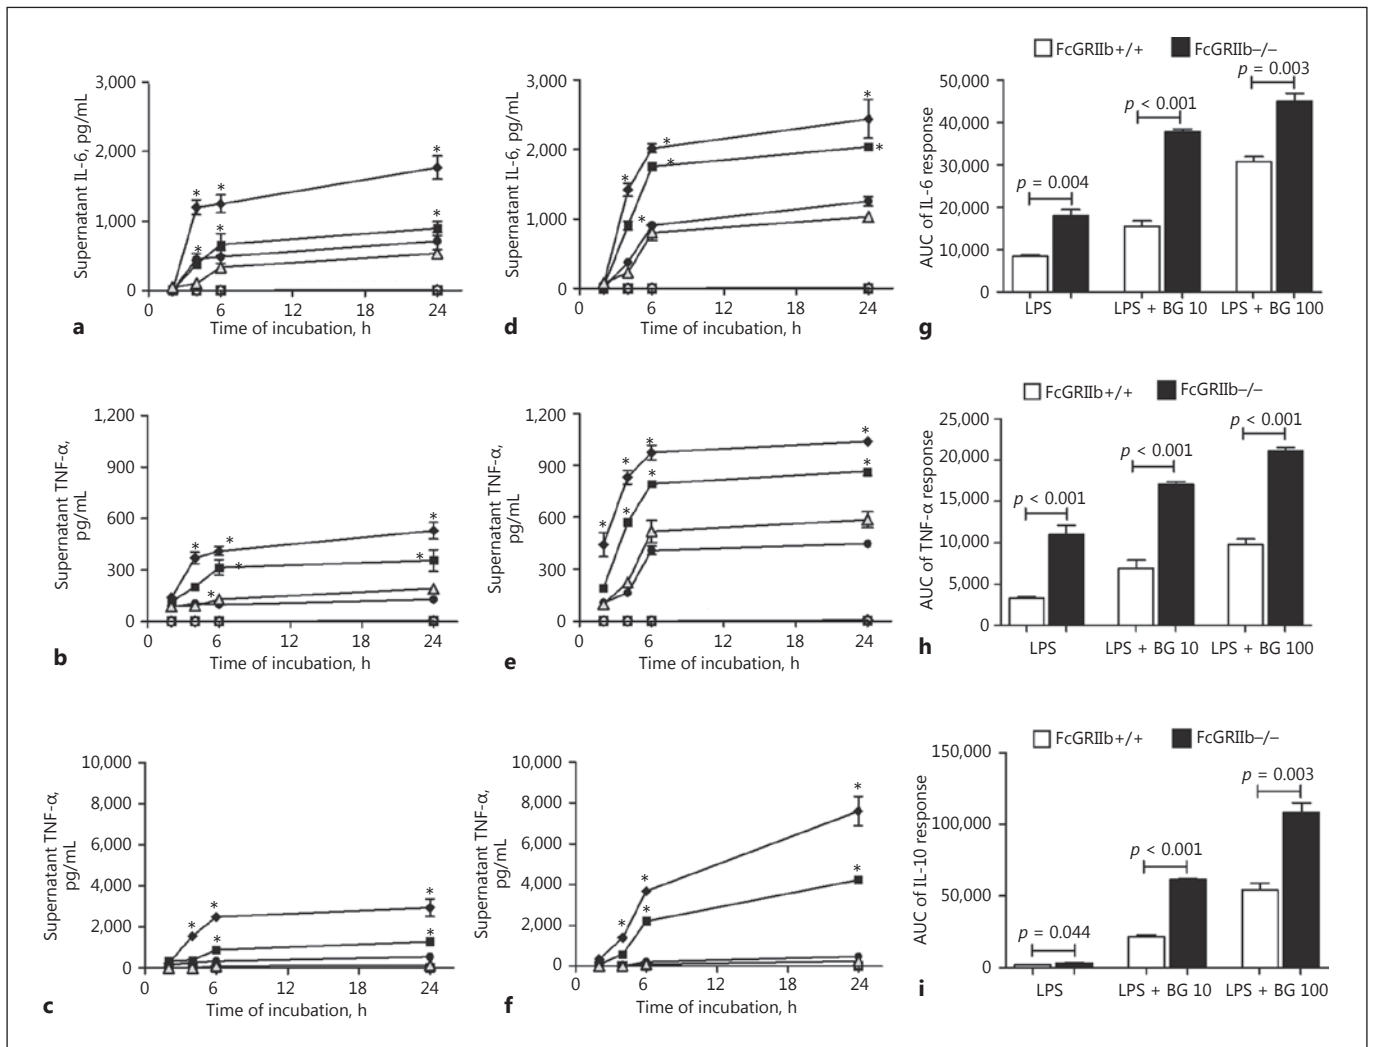 3,000
2,000
1,000
0
Supernatant IL-6, pg/mL
*
*
*
*
*
*
0
6
12
18
24
Time of incubation, h
a
3,000
2,000
1,000
0
Supernatant IL-6, pg/mL
*
*
*
*
*
*
0
6
12
18
24
Time of incubation, h
d
FcGRIIb+/+
FcGRIIb–/–
50,000
40,000
30,000
20,000
10,000
0
AUC of IL-6 response
p = 0.004
p < 0.001
p = 0.003
LPS
LPS + BG 10
LPS + BG 100
g
1,200
900
600
300
0
Supernatant TNF-α,
pg/mL
*
*
*
*
*
*
0
6
12
18
24
Time of incubation, h
b
1,200
900
600
300
0
Supernatant TNF-α,
pg/mL
*
*
*
*
*
*
*
0
6
12
18
24
Time of incubation, h
e
FcGRIIb+/+
FcGRIIb–/–
25,000
20,000
15,000
10,000
5,000
0
AUC of TNF-α response
p < 0.001
p < 0.001
p < 0.001
LPS
LPS + BG 10
LPS + BG 100
h
10,000
8,000
6,000
4,000
2,000
0
Supernatant TNF-α,
pg/mL
*
*
*
*
*
0
6
12
18
24
Time of incubation, h
c
10,000
8,000
6,000
4,000
2,000
0
Supernatant TNF-α,
pg/mL
*
*
*
*
*
0
6
12
18
24
Time of incubation, h
f
FcGRIIb+/+
FcGRIIb–/–
150,000
100,000
50,000
0
AUC of IL-10 response
p = 0.044
p < 0.001
p = 0.003
LPS
LPS + BG 10
LPS + BG 100
i